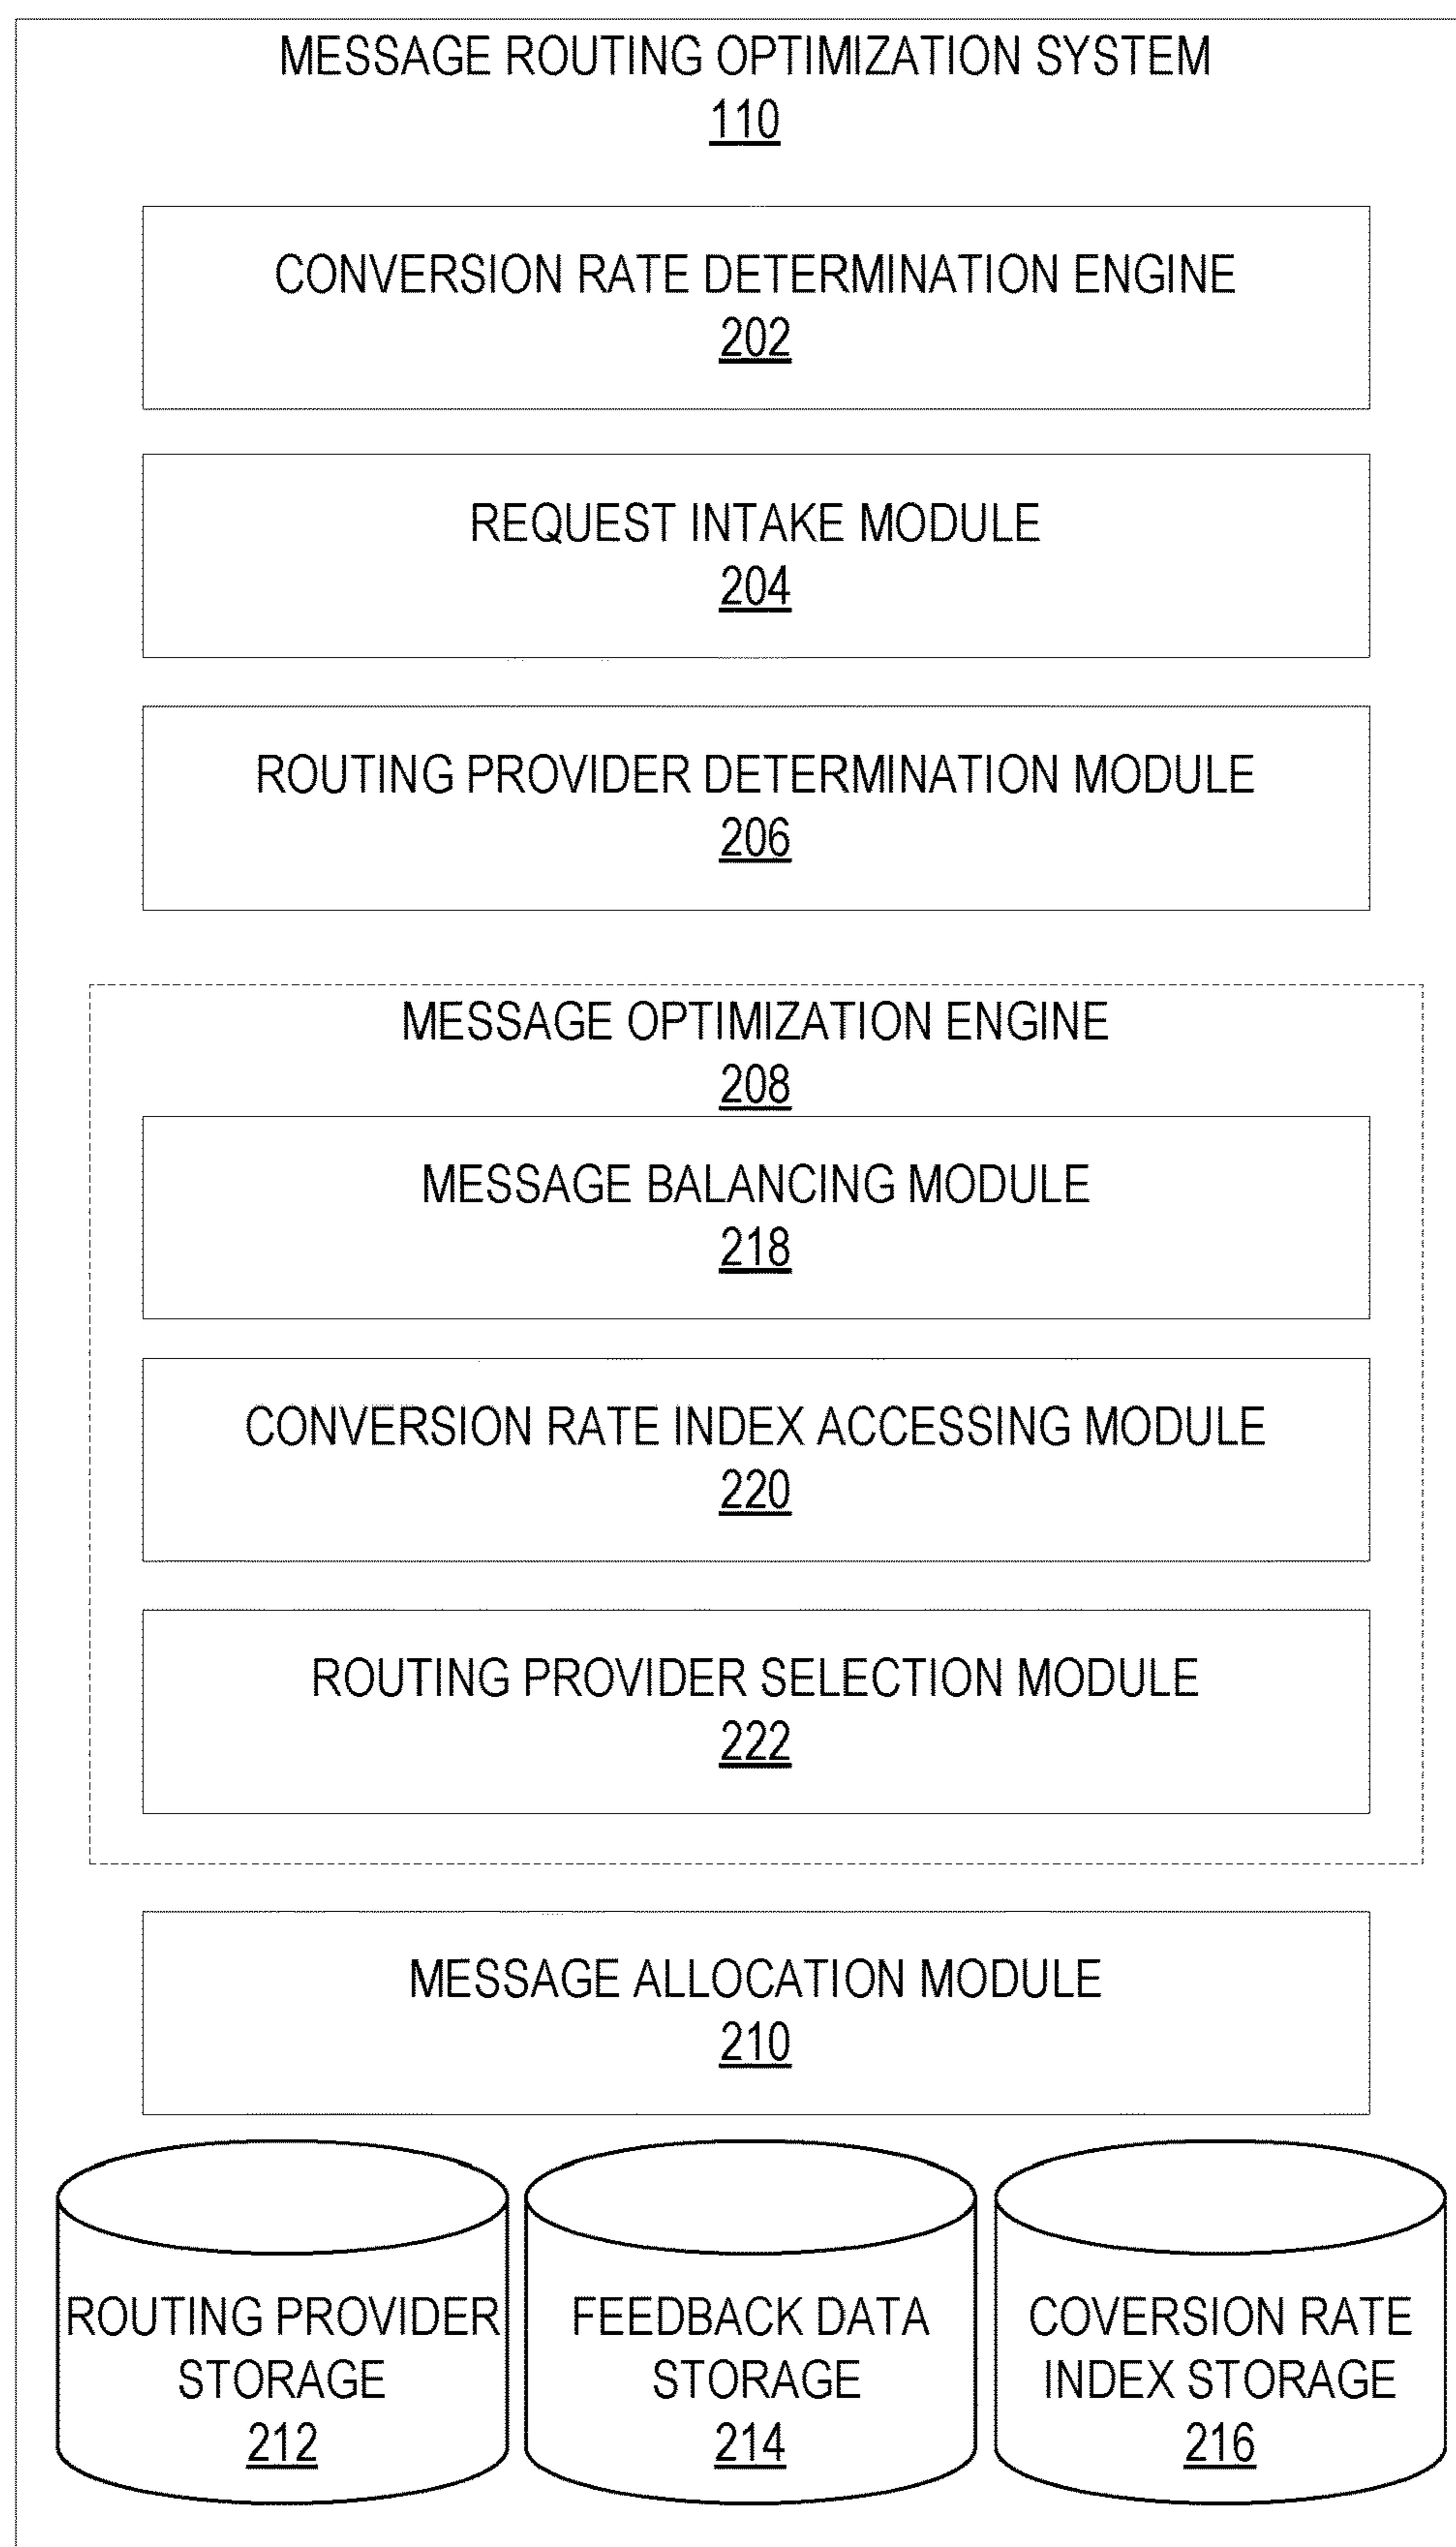 MESSAGE ROUTING OPTIMIZATION SYSTEM
110
CONVERSION RATE DETERMINATION ENGINE
202
REQUEST INTAKE MODULE
204
ROUTING PROVIDER DETERMINATION MODULE
206
MESSAGE OPTIMIZATION ENGINE
208
MESSAGE BALANCING MODULE
218
CONVERSION RATE INDEX ACCESSING MODULE
220
ROUTING PROVIDER SELECTION MODULE
222
MESSAGE ALLOCATION MODULE
210
ROUTING PROVIDER
STORAGE
212
FEEDBACK DATA
STORAGE
214
COVERSION RATE
INDEX STORAGE
216